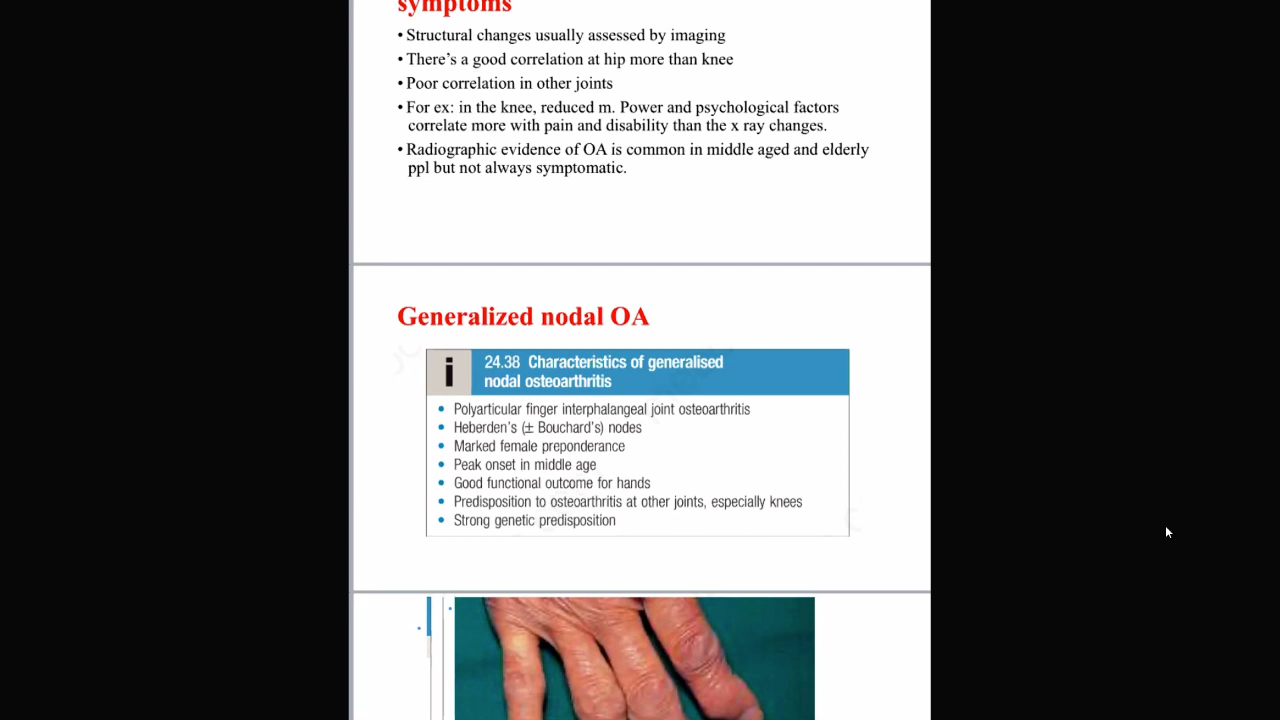 symptoms
• Structural changes usually assessed by imaging
• There's a good correlation at hip more than knee
• Poor correlation in other joints
• For ex: in the knee, reduced m. Power and psychological factors
correlate more with pain and disability than the x ray changes.
• Radiographic evidence of OA is common in middle aged and elderly
ppl but not always symptomatic.
Generalized nodal OA
i 24.38 Characteristics of generalised
nodal osteoarthritis
• Polyarticular finger interphalangeal joint osteoarthritis
• Heberden's (± Bouchard's) nodes
• Marked female preponderance
• Peak onset in middle age
• Good functional outcome for hands
• Predisposition to osteoarthritis at other joints, especially knees
• Strong genetic predisposition